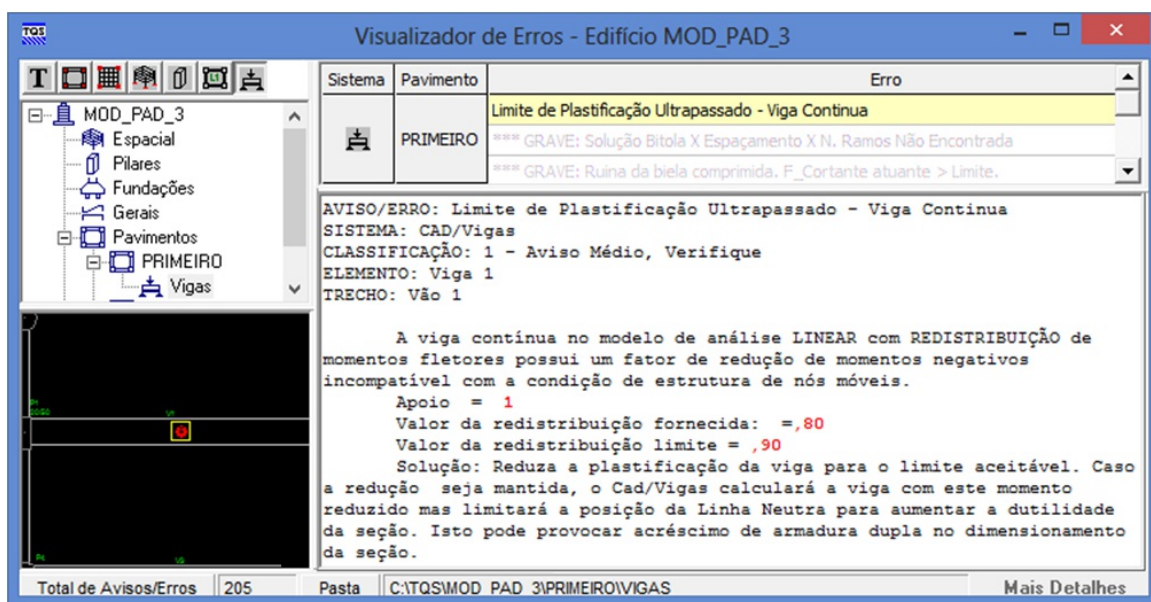 TQS
Visualizador de Erros - Edifício MOD_PAD_3
T
L1
MOD_PAD_3
Espacial
Pilares
Fundações
Gerais
Pavimentos
PRIMEIRO
Vigas
Sistema Pavimento Erro
PRIMEIRO
Limite de Plastificação Ultrapassado - Viga Continua
*** GRAVE: Solução Bitola X Espaçamento X N. Ramos Não Encontrada
*** GRAVE: Ruina da biela comprimida. F_Cortante atuante > Limite.
AVISO/ERRO: Limite de Plastificação Ultrapassado - Viga Continua
SISTEMA: CAD/Vigas
CLASSIFICAÇÃO: 1 - Aviso Médio, Verifique
ELEMENTO: Viga 1
TRECHO: Vão 1
A viga contínua no modelo de análise LINEAR com REDISTRIBUIÇÃO de
momentos fletores possui um fator de redução de momentos negativos
incompatível com a condição de estrutura de nós móveis.
Apoio = 1
Valor da redistribuição fornecida: =,80
Valor da redistribuição limite = ,90
Solução: Reduza a plastificação da viga para o limite aceitável. Caso
a redução seja mantida, o Cad/Vigas calculará a viga com este momento
reduzido mas limitará a posição da Linha Neutra para aumentar a dutilidade
da seção. Isto pode provocar acréscimo de armadura dupla no dimensionamento
da seção.
Total de Avisos/Erros 205 Pasta C:\TQS\MOD_PAD_3\PRIMEIRO\VIGAS Mais Detalhes